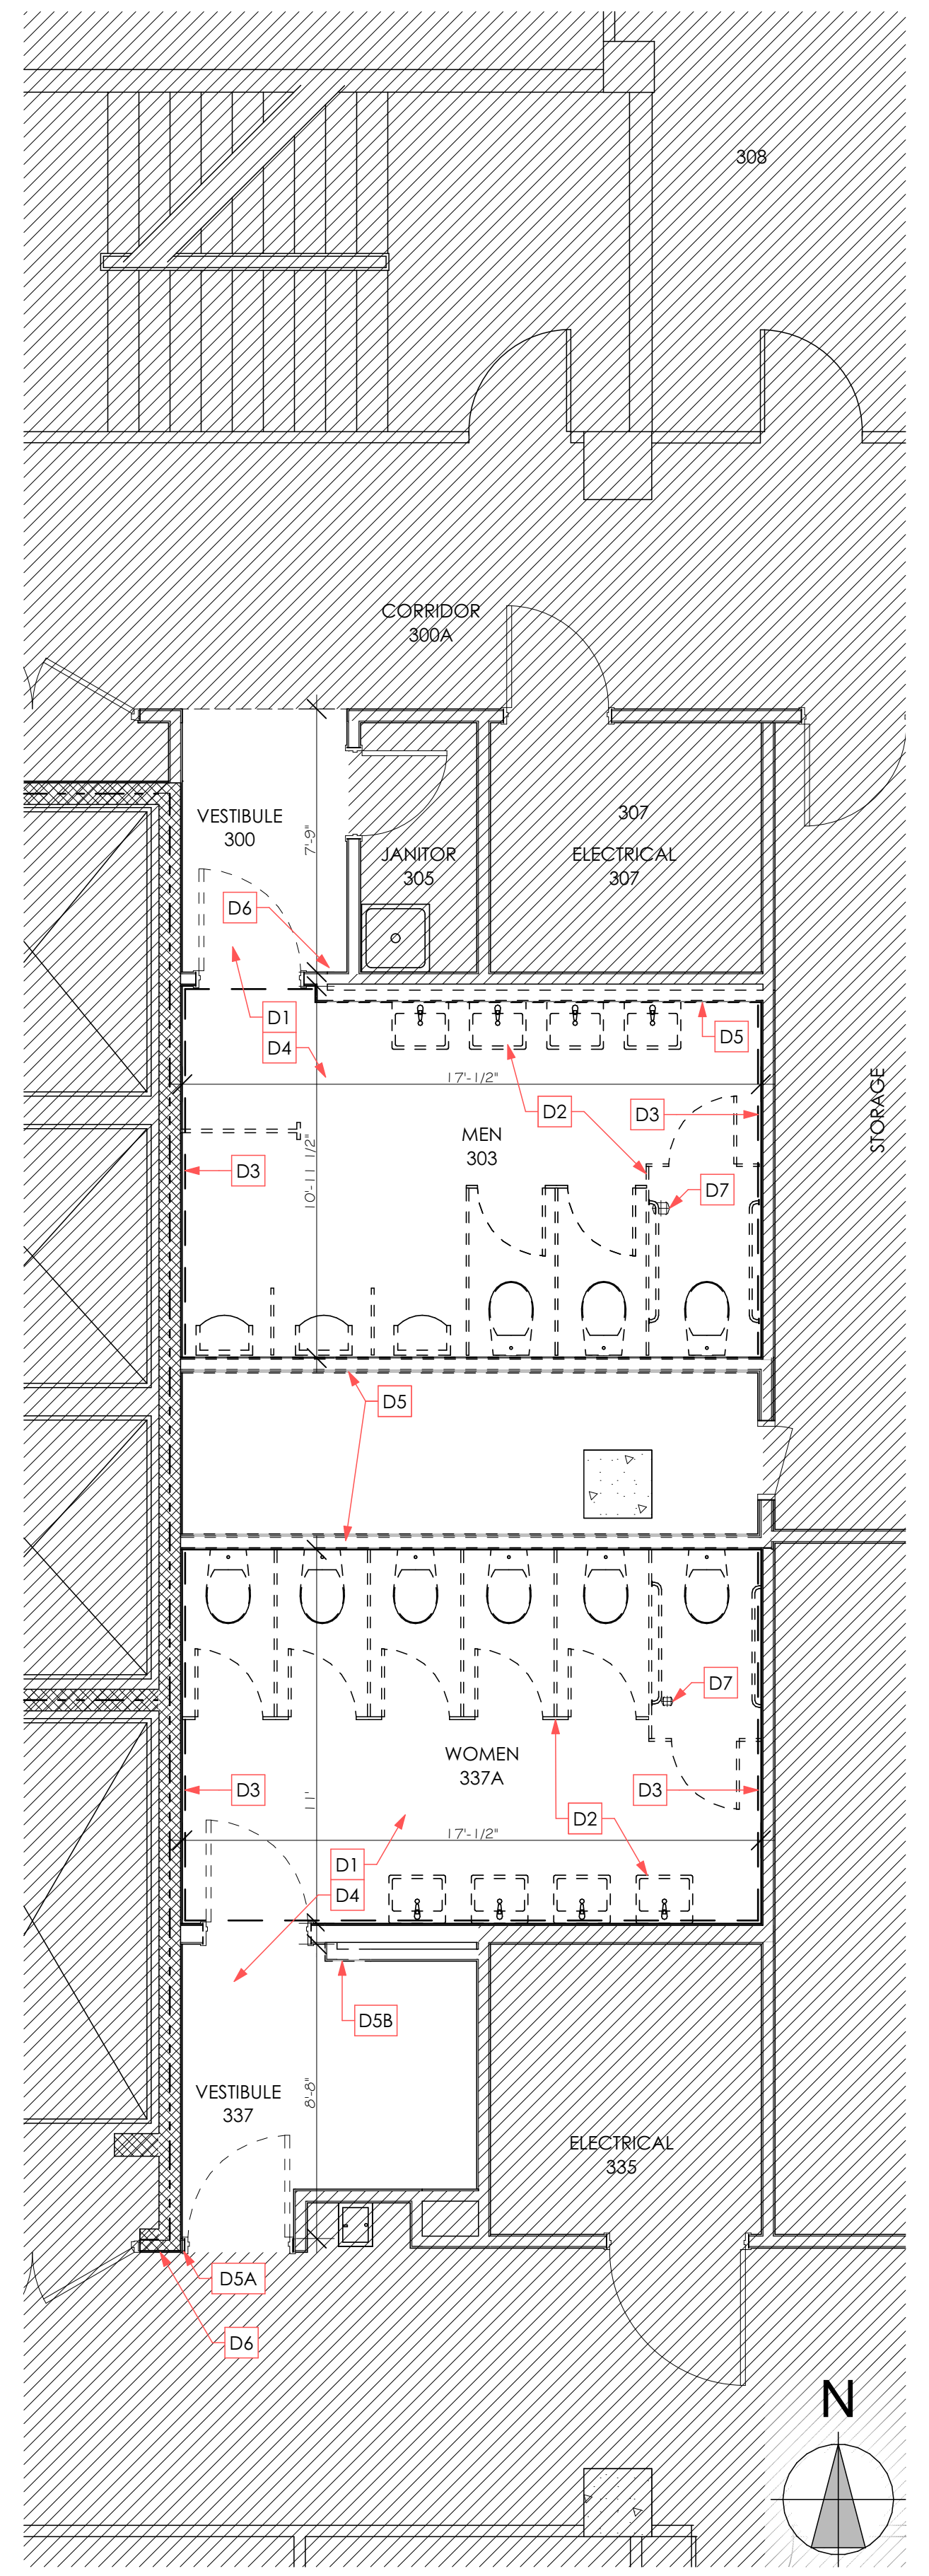 308
CORRIDOR
300A
VESTIBULE
300
7'-9"
307
JANITOR
305
ELECTRICAL
307
D6
D1
D4
D5
17'-1/2"
STORAGE
D2
D3
MEN
303
10'-11 1/2"
D3
D7
D5
D7
WOMEN
337A
D3
D3
D2
17'-1/2"
D1
D4
D5B
VESTIBULE
337
8'-8"
ELECTRICAL
335
D5A
D6
N